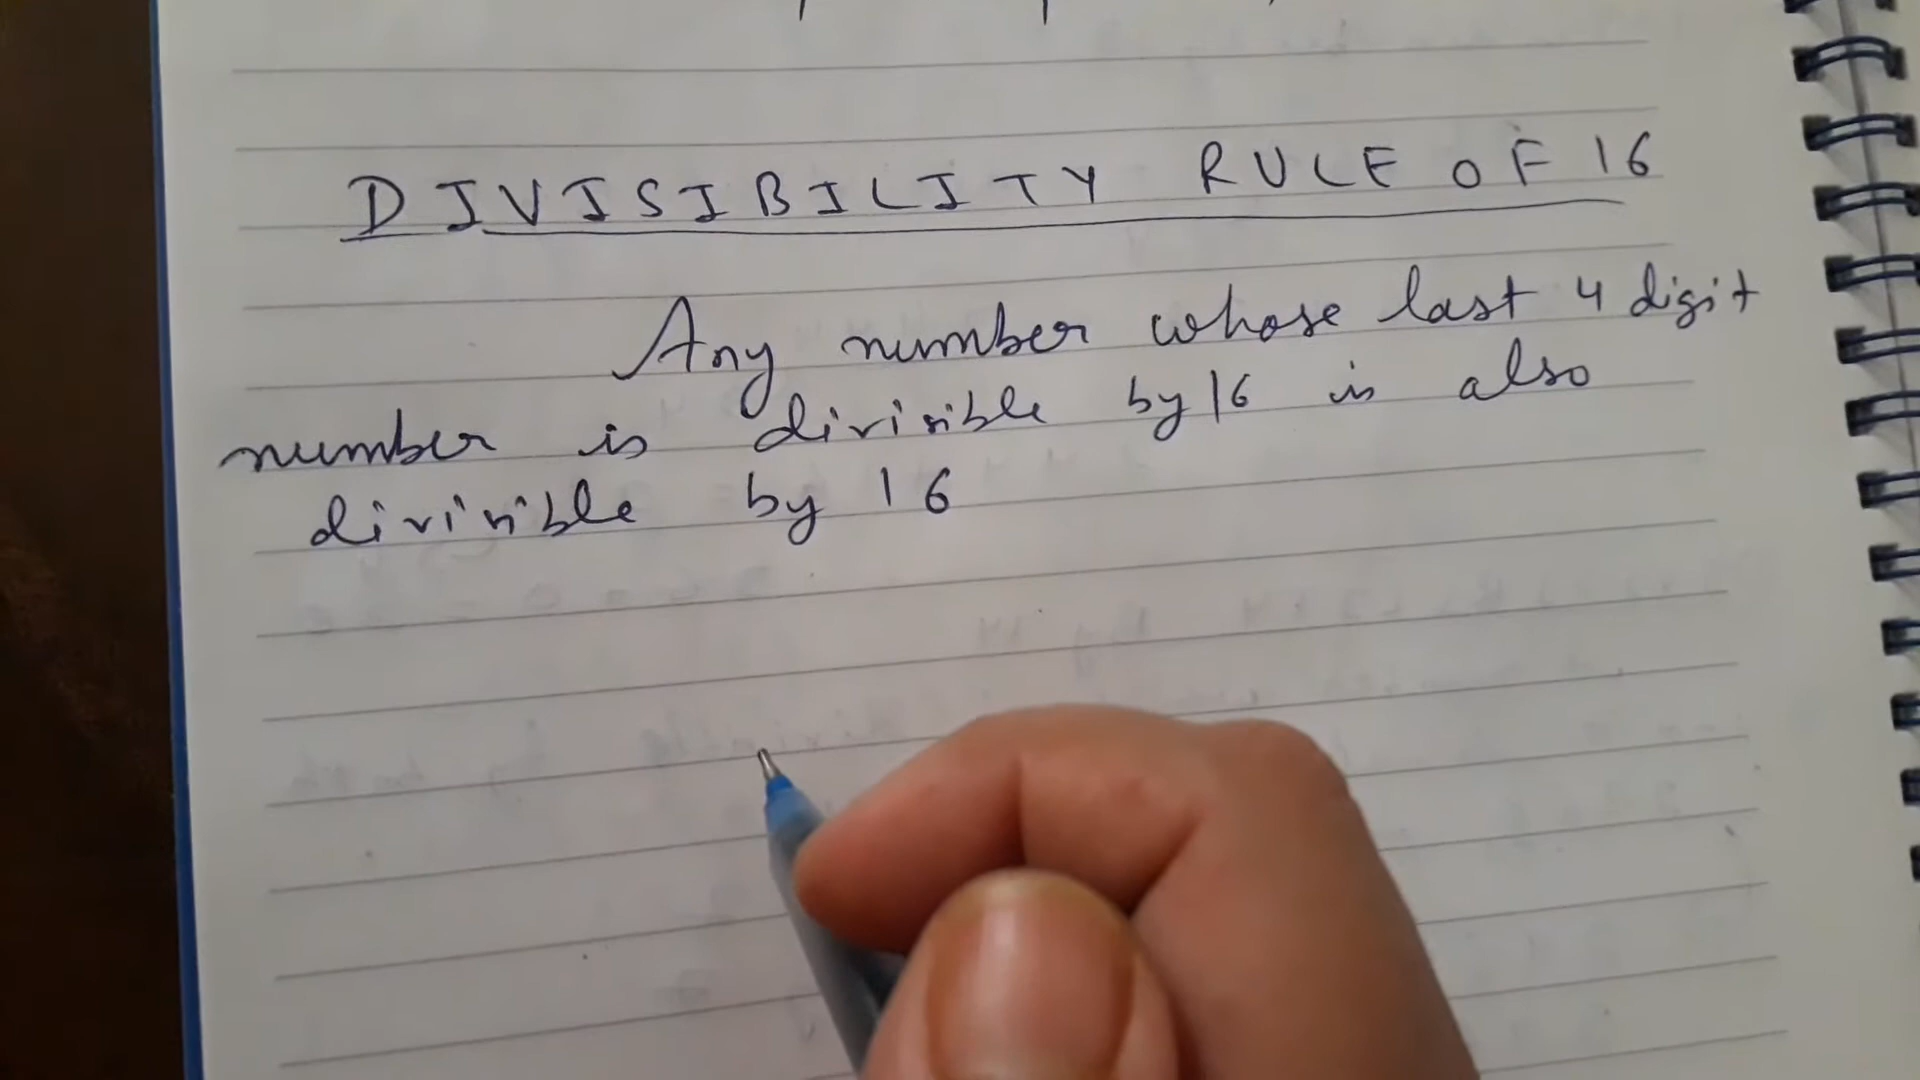 DIVISIBILITY RULE OF 16
Any number whose last 4 digit
number is divisible by 16 is also
divisible by 16